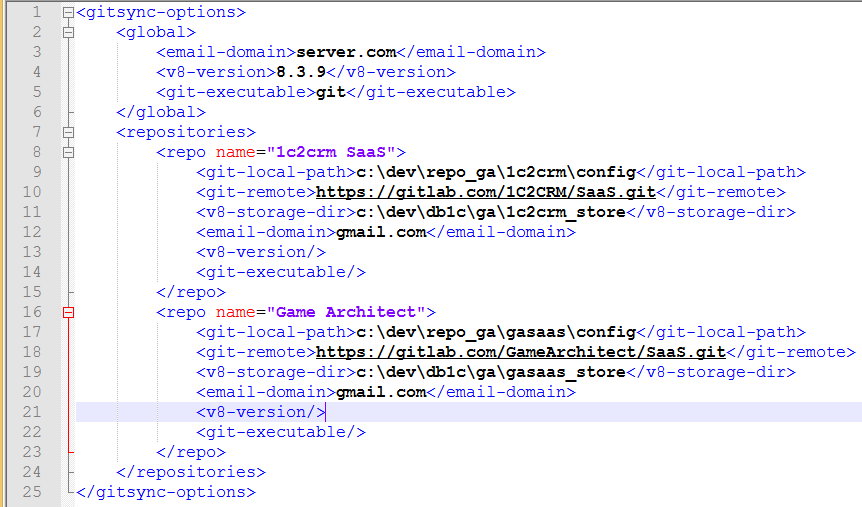 1 <gitsync-options>
2 <global>
3 <email-domain>server.com</email-domain>
4 <v8-version>8.3.9</v8-version>
5 <git-executable>git</git-executable>
6 </global>
7 <repositories>
8 <repo name="1c2crm SaaS">
9 <git-local-path>c:\dev\repo_ga\1c2crm\config</git-local-path>
10 <git-remote>https://gitlab.com/1C2CRM/SaaS.git</git-remote>
11 <v8-storage-dir>c:\dev\db1c\ga\1c2crm_store</v8-storage-dir>
12 <email-domain>gmail.com</email-domain>
13 <v8-version/>
14 <git-executable/>
15 </repo>
16 <repo name="Game Architect">
17 <git-local-path>c:\dev\repo_ga\gasaas\config</git-local-path>
18 <git-remote>https://gitlab.com/GameArchitect/SaaS.git</git-remote>
19 <v8-storage-dir>c:\dev\db1c\ga\gasaas_store</v8-storage-dir>
20 <email-domain>gmail.com</email-domain>
21 <v8-version/>
22 <git-executable/>
23 </repo>
24 </repositories>
25 </gitsync-options>